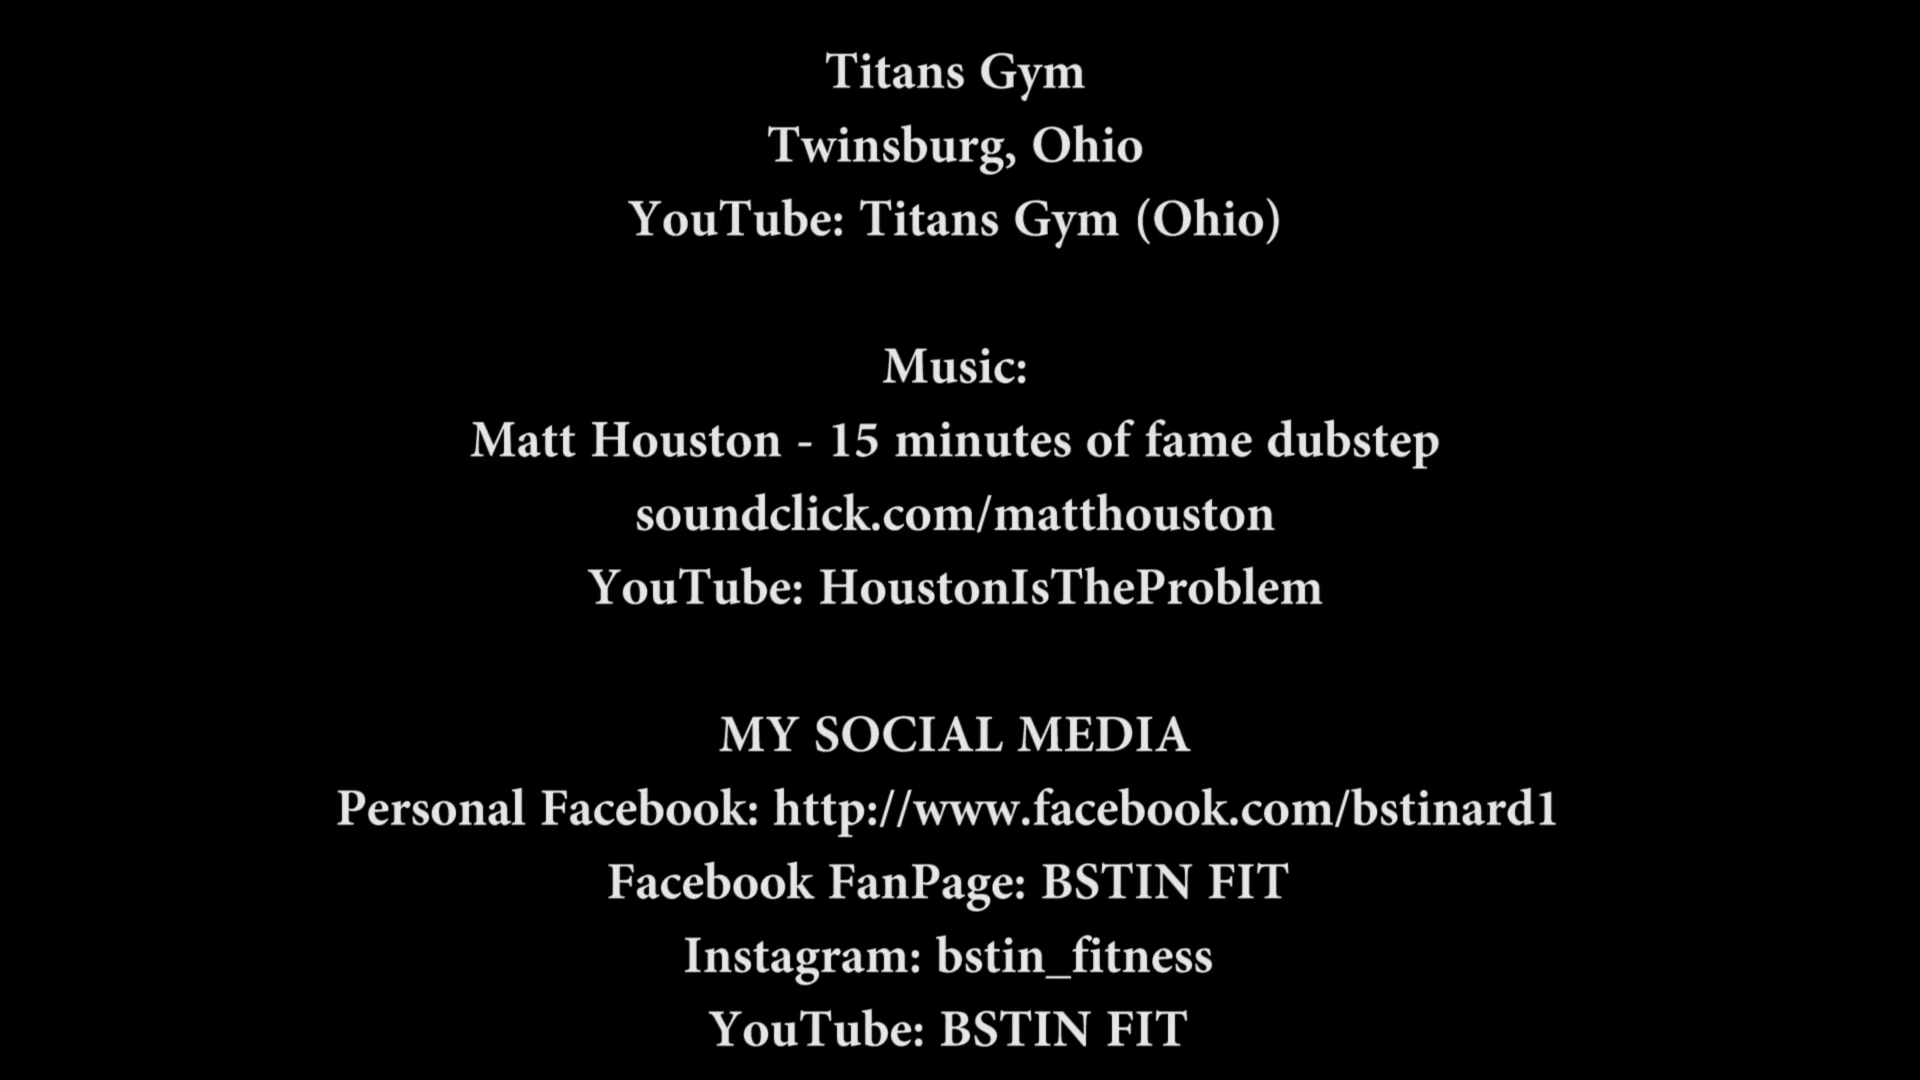 Titans Gym
Twinsburg, Ohio
YouTube: Titans Gym (Ohio)
Music:
Matt Houston - 15 minutes of fame dubstep
soundclick.com/matthouston
YouTube: HoustonIsTheProblem
MY SOCIAL MEDIA
Personal Facebook: http://www.facebook.com/bstinard1
Facebook FanPage: BSTIN FIT
Instagram: bstin_fitness
YouTube: BSTIN FIT